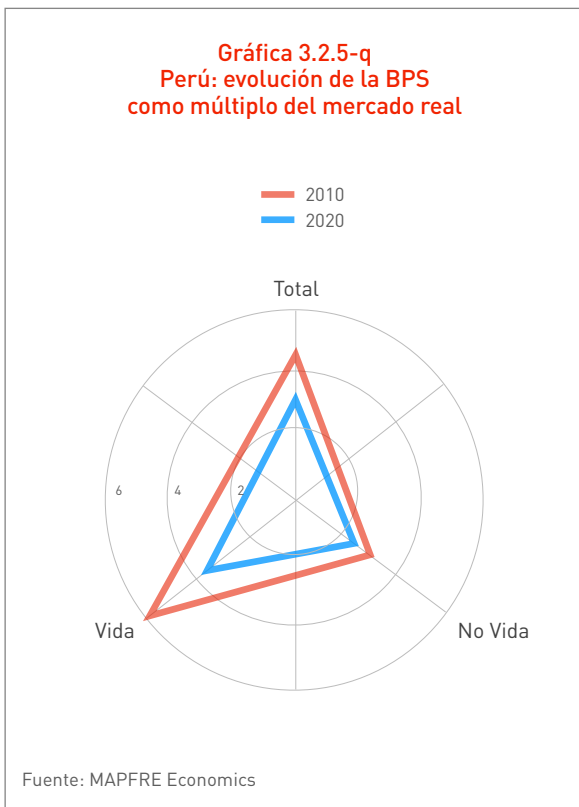 Gráfica 3.2.5-q
Perú: evolución de la BPS
como múltiplo del mercado real
2010
2020
Total
6 4 2
Vida
No Vida
Fuente: MAPFRE Economics